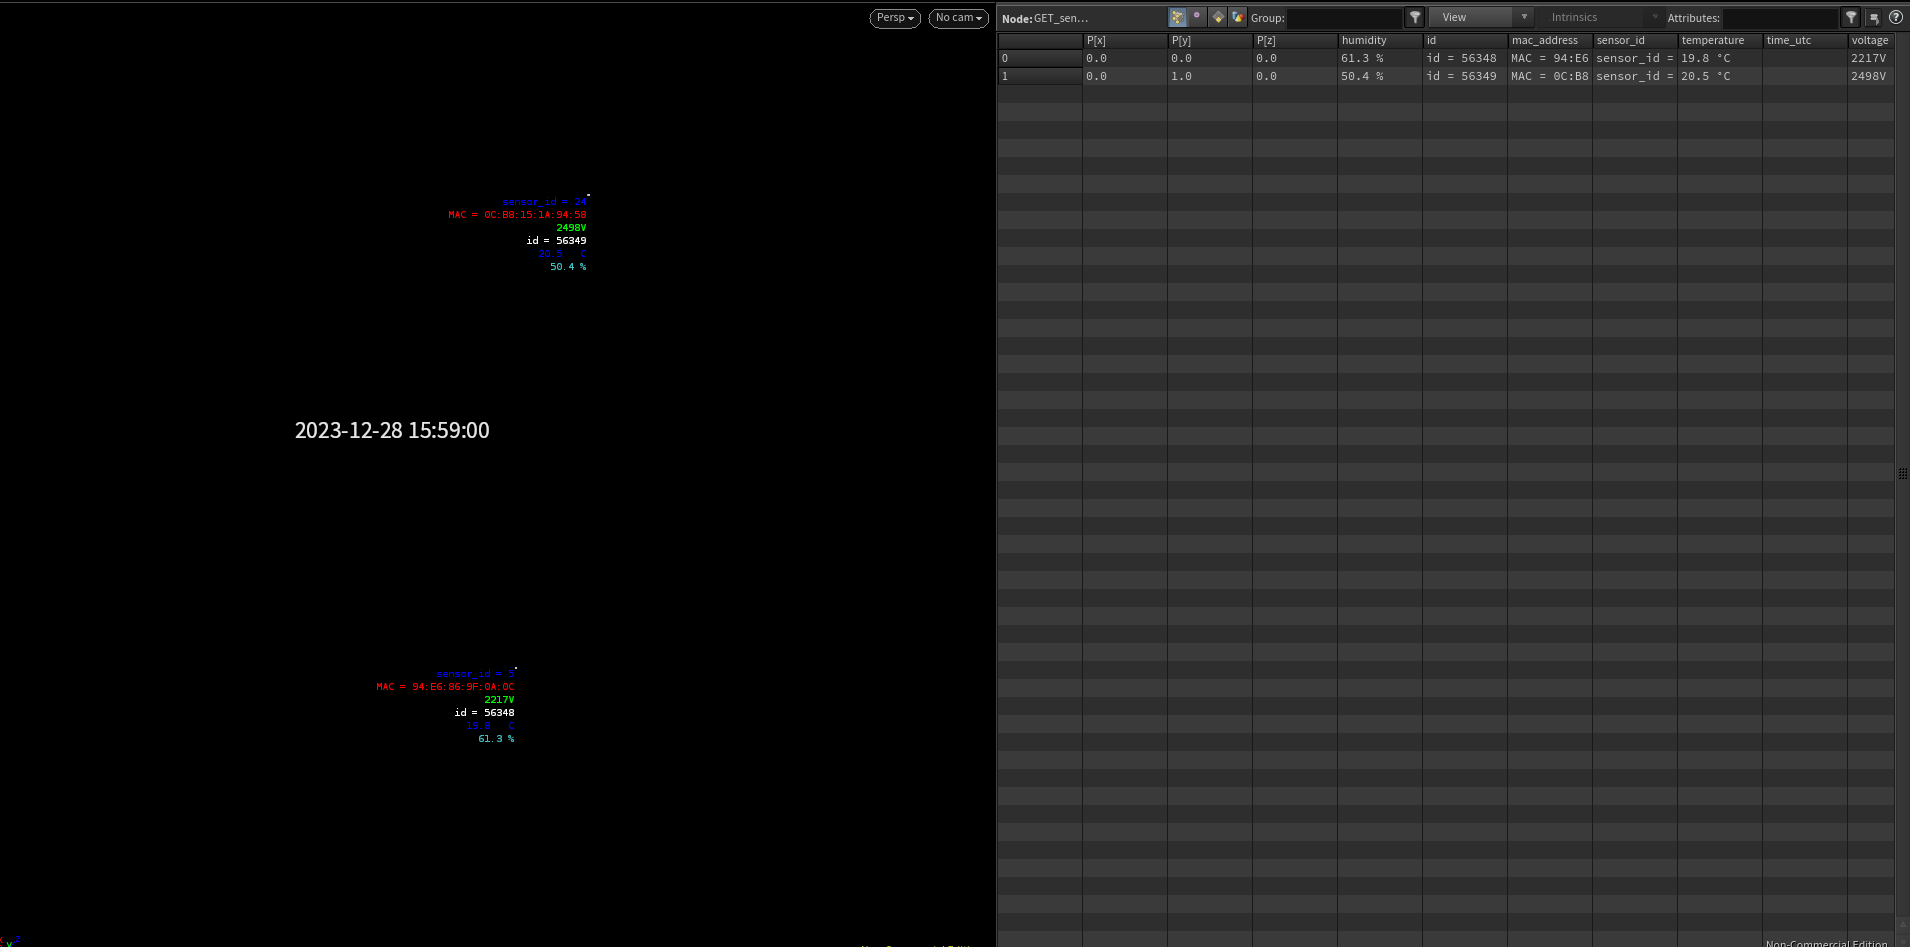 Persp No cam
sensor_id = 24
MAC = 0C:B8:15:1A:94:58
2498V
id = 56349
20.5 C
50.4 %
2023-12-28 15:59:00
sensor_id = 5
MAC = 94:E6:86:9F:0A:0C
2217V
id = 56348
19.8 C
61.3 %
Node: GET_sen... Group: View Intrinsics Attributes:
P[x] P[y] P[z] humidity id mac_address sensor_id temperature time_utc voltage
0 0.0 0.0 0.0 61.3 % id = 56348 MAC = 94:E6 sensor_id = 19.8 °C 2217V
1 0.0 1.0 0.0 50.4 % id = 56349 MAC = 0C:B8 sensor_id = 20.5 °C 2498V
Non-Commercial Edition